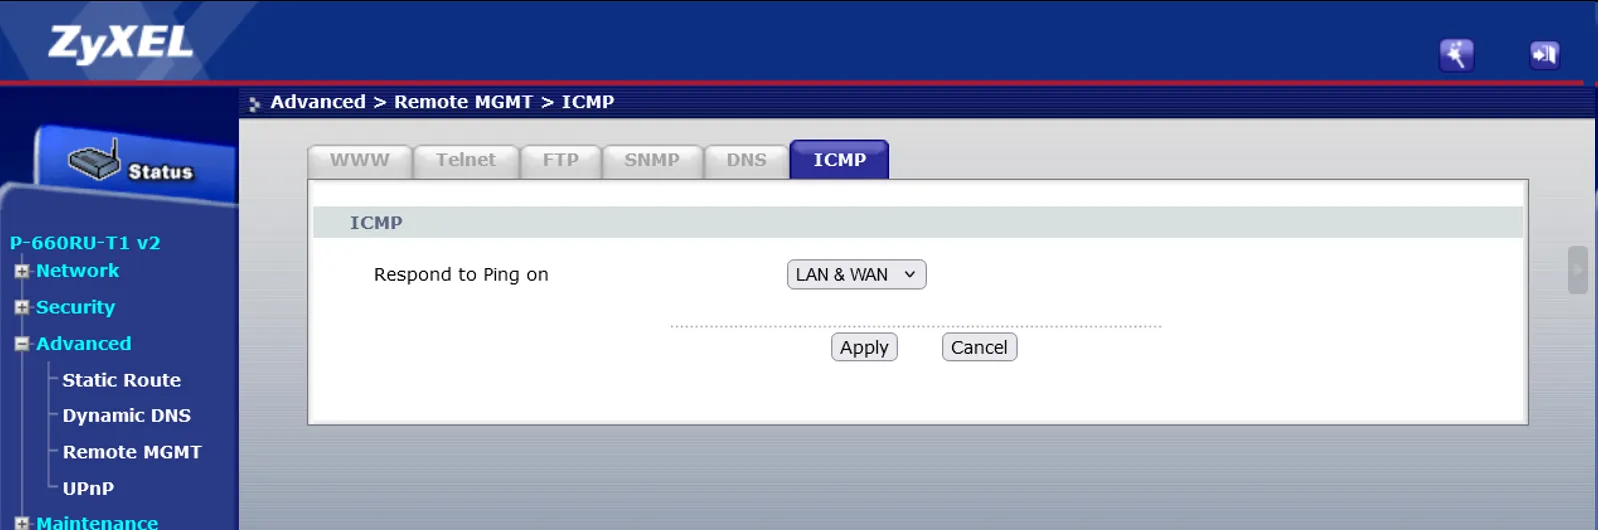 ZyXEL
Advanced > Remote MGMT > ICMP
Status
WWW
Telnet
FTP
SNMP
DNS
ICMP
ICMP
Respond to Ping on
LAN & WAN
Apply
Cancel
P-660RU-T1 v2
Network
Security
Advanced
Static Route
Dynamic DNS
Remote MGMT
UPnP
Maintenance